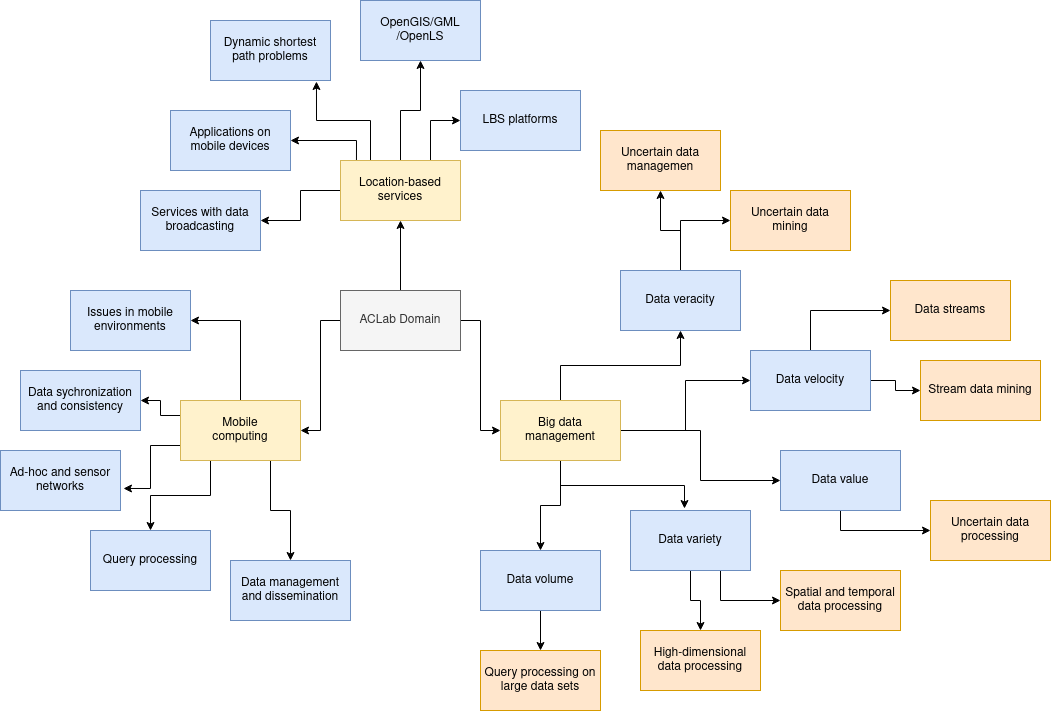 OpenGIS/GML
/OpenLS
Dynamic shortest
path problems
LBS platforms
Applications on
mobile devices
Uncertain data
managemen
Location-based
services
Services with data
broadcasting
Uncertain data
mining
Data veracity
Issues in mobile
environments
ACLab Domain
Data streams
Data velocity
Stream data mining
Data sychronization
and consistency
Mobile
computing
Big data
management
Ad-hoc and sensor
networks
Data value
Uncertain data
processing
Query processing
Data variety
Data management
and dissemination
Data volume
Spatial and temporal
data processing
High-dimensional
data processing
Query processing on
large data sets